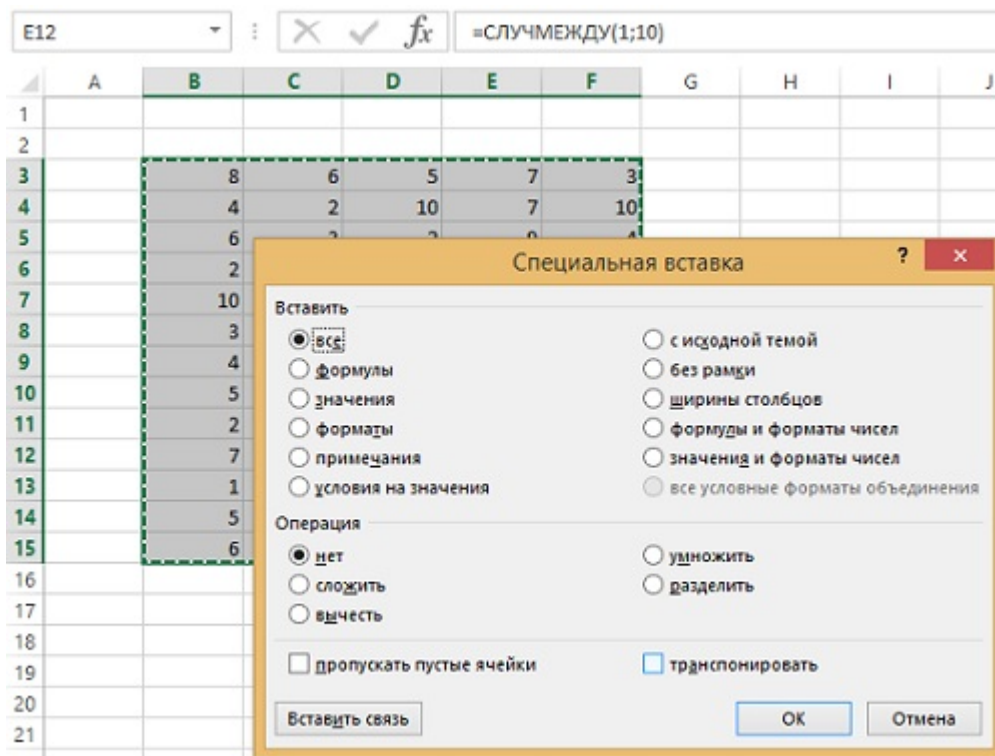 E12 fx =СЛУЧМЕЖДУ(1;10)
A B C D E F G H I J
1
2
3 8 6 5 7 3
4 4 2 10 7 10
5 6
6 2 Специальная вставка ? ×
7 10 Вставить
8 3 все с исходной темой
9 4 формулы без рамки
10 5 значения ширины столбцов
11 2 форматы формулы и форматы чисел
12 7 примечания значения и форматы чисел
13 1 условия на значения все условные форматы объединения
14 5 Операция
15 6 нет умножить
16 сложить разделить
17 вычесть
18
19 пропускать пустые ячейки транспонировать
20
21 Вставить связь ОК Отмена